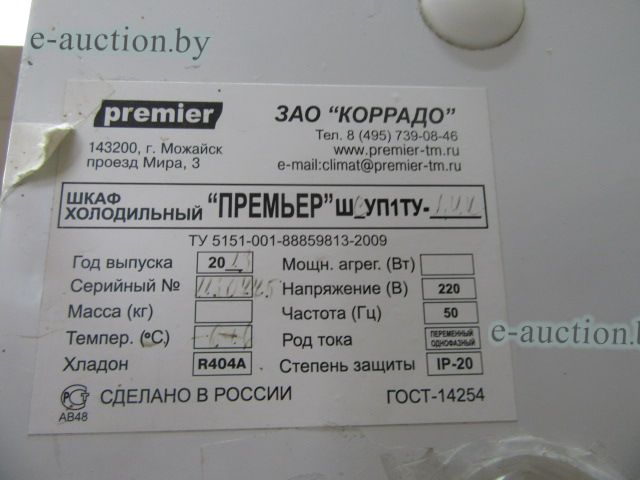 e-auction.by
premier
ЗАО "КОРРАДО"
143200, г. Можайск
проезд Мира, 3
Тел. 8 (495) 739-08-46
www.premier-tm.ru
e-mail:climat@premier-tm.ru
ШКАФ ХОЛОДИЛЬНЫЙ "ПРЕМЬЕР" Ш УП1ТУ-
ТУ 5151-001-88859813-2009
Год выпуска 20
Серийный №
Масса (кг)
Темпер. (°C)
Хладон R404A
Мощн. агрег. (Вт)
Напряжение (В) 220
Частота (Гц) 50
Род тока ПЕРЕМЕННЫЙ ОДНОФАЗНЫЙ
Степень защиты IP-20
e-auction.by
АВ48
СДЕЛАНО В РОССИИ
ГОСТ-14254